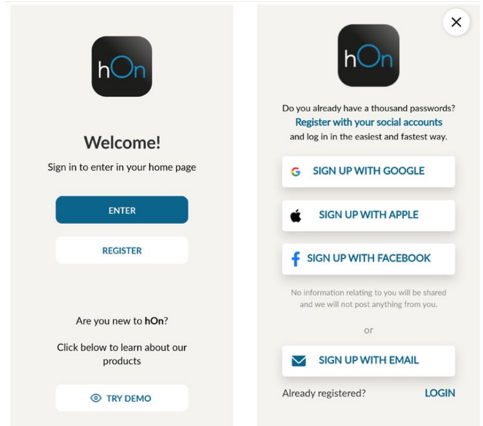 hOn
Welcome!
Sign in to enter in your home page
ENTER
REGISTER
Are you new to hOn?
Click below to learn about our
products
TRY DEMO
hOn
Do you already have a thousand passwords?
Register with your social accounts
and log in in the easiest and fastest way.
SIGN UP WITH GOOGLE
SIGN UP WITH APPLE
SIGN UP WITH FACEBOOK
No information relating to you will be shared
and we will not post anything from you.
or
SIGN UP WITH EMAIL
Already registered? LOGIN